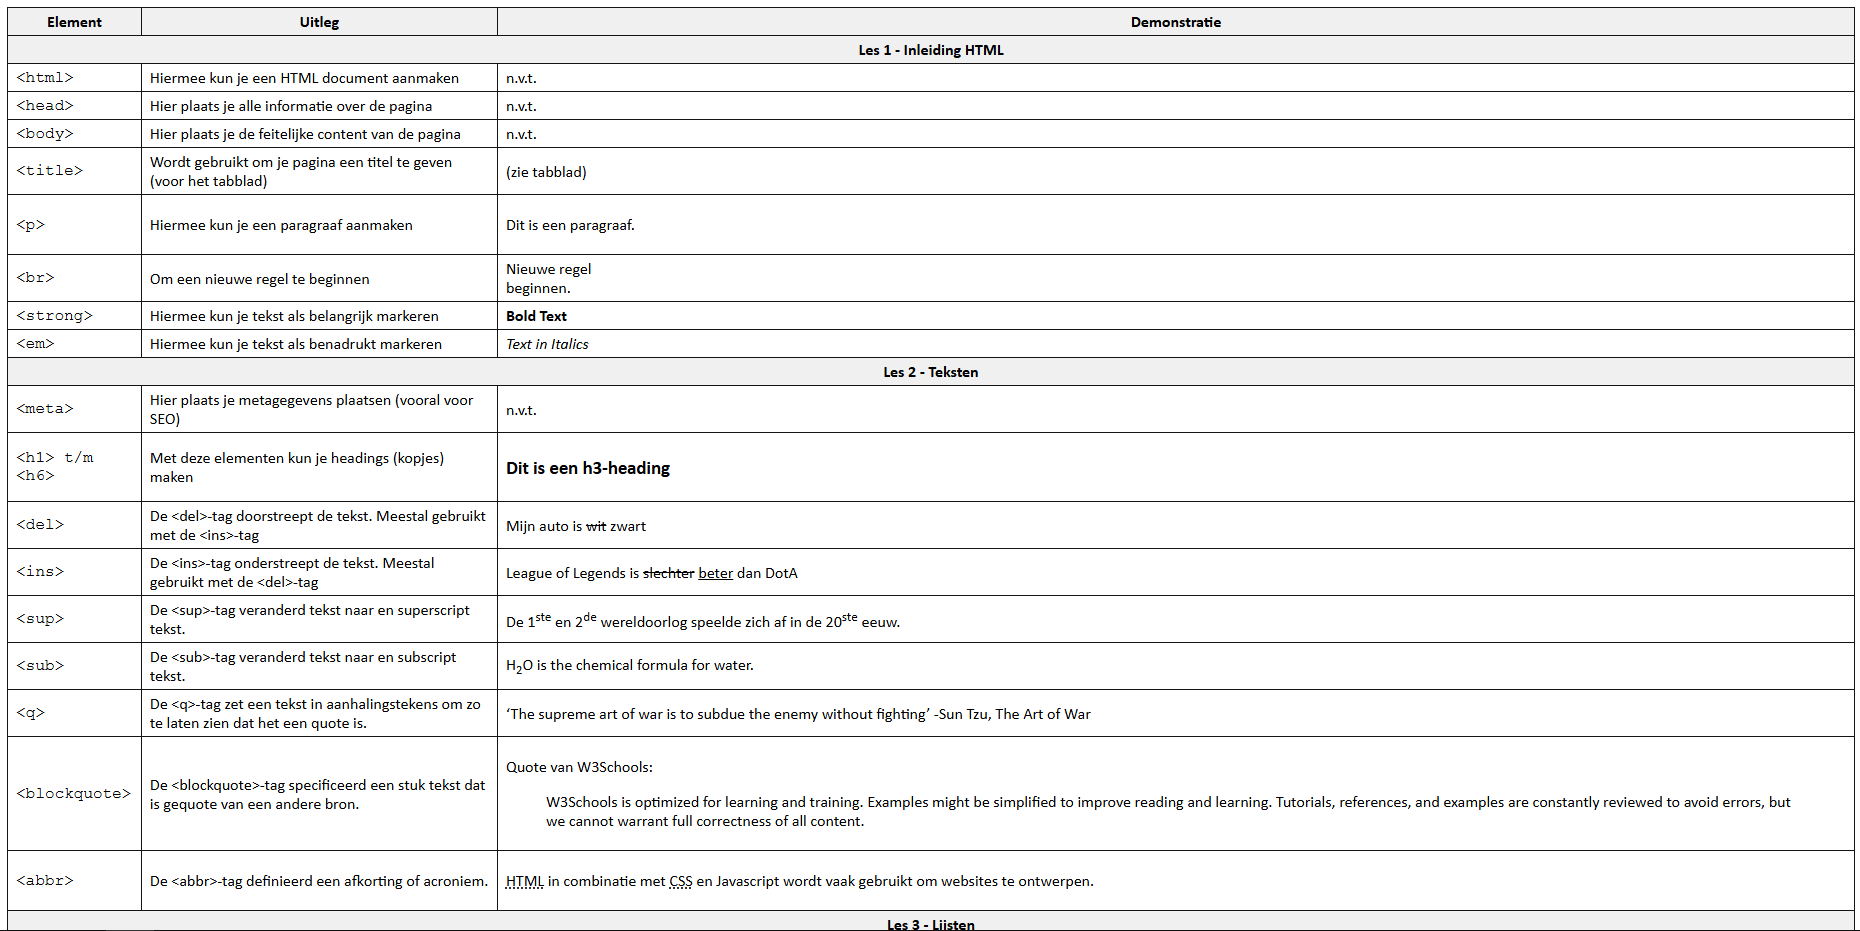 Element Uitleg Demonstratie
Les 1 - Inleiding HTML
<html> Hiermee kun je een HTML document aanmaken n.v.t.
<head> Hier plaats je alle informatie over de pagina n.v.t.
<body> Hier plaats je de feitelijke content van de pagina n.v.t.
<title> Wordt gebruikt om je pagina een titel te geven
(voor het tabblad) (zie tabblad)
<p> Hiermee kun je een paragraaf aanmaken Dit is een paragraaf.
<br> Om een nieuwe regel te beginnen Nieuwe regel
beginnen.
<strong> Hiermee kun je tekst als belangrijk markeren Bold Text
<em> Hiermee kun je tekst als benadrukt markeren Text in Italics
Les 2 - Teksten
<meta> Hier plaats je metagegevens plaatsen (vooral voor
SEO) n.v.t.
<h1> t/m
<h6> Met deze elementen kun je headings (kopjes)
maken Dit is een h3-heading
<del> De <del>-tag doorstreept de tekst. Meestal gebruikt
met de <ins>-tag Mijn auto is wit zwart
<ins> De <ins>-tag onderstreept de tekst. Meestal
gebruikt met de <del>-tag League of Legends is slechter beter dan DotA
<sup> De <sup>-tag veranderd tekst naar en superscript
tekst. De 1ste en 2de wereldoorlog speelde zich af in de 20ste eeuw.
<sub> De <sub>-tag veranderd tekst naar en subscript
tekst. H2O is the chemical formula for water.
<q> De <q>-tag zet een tekst in aanhalingstekens om zo
te laten zien dat het een quote is. ‘The supreme art of war is to subdue the enemy without fighting’ -Sun Tzu, The Art of War
<blockquote> De <blockquote>-tag specificeerd een stuk tekst dat
is gequote van een andere bron. Quote van W3Schools:
W3Schools is optimized for learning and training. Examples might be simplified to improve reading and learning. Tutorials, references, and examples are constantly reviewed to avoid errors, but
we cannot warrant full correctness of all content.
<abbr> De <abbr>-tag definieerd een afkorting of acroniem. HTML in combinatie met CSS en Javascript wordt vaak gebruikt om websites te ontwerpen.
Les 3 - Lijsten